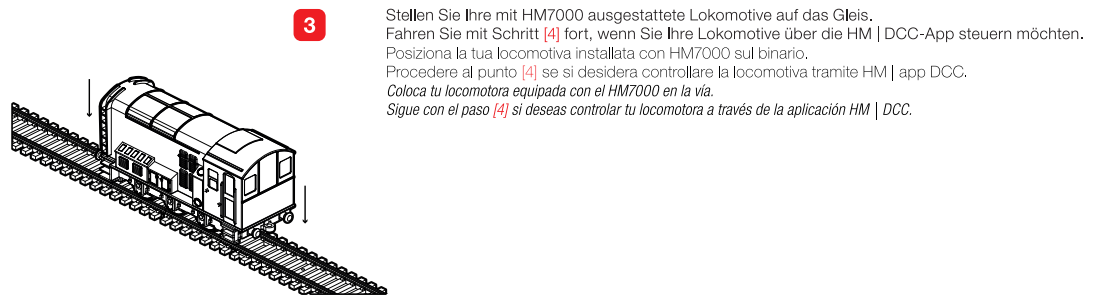 3
Stellen Sie Ihre mit HM7000 ausgestattete Lokomotive auf das Gleis.
Fahren Sie mit Schritt [4] fort, wenn Sie Ihre Lokomotive über die HM | DCC-App steuern möchten.
Posiziona la tua locomotiva installata con HM7000 sul binario.
Procedere al punto [4] se si desidera controllare la locomotiva tramite HM | app DCC.
Coloca tu locomotora equipada con el HM7000 en la vía.
Sigue con el paso [4] si deseas controlar tu locomotora a través de la aplicación HM | DCC.